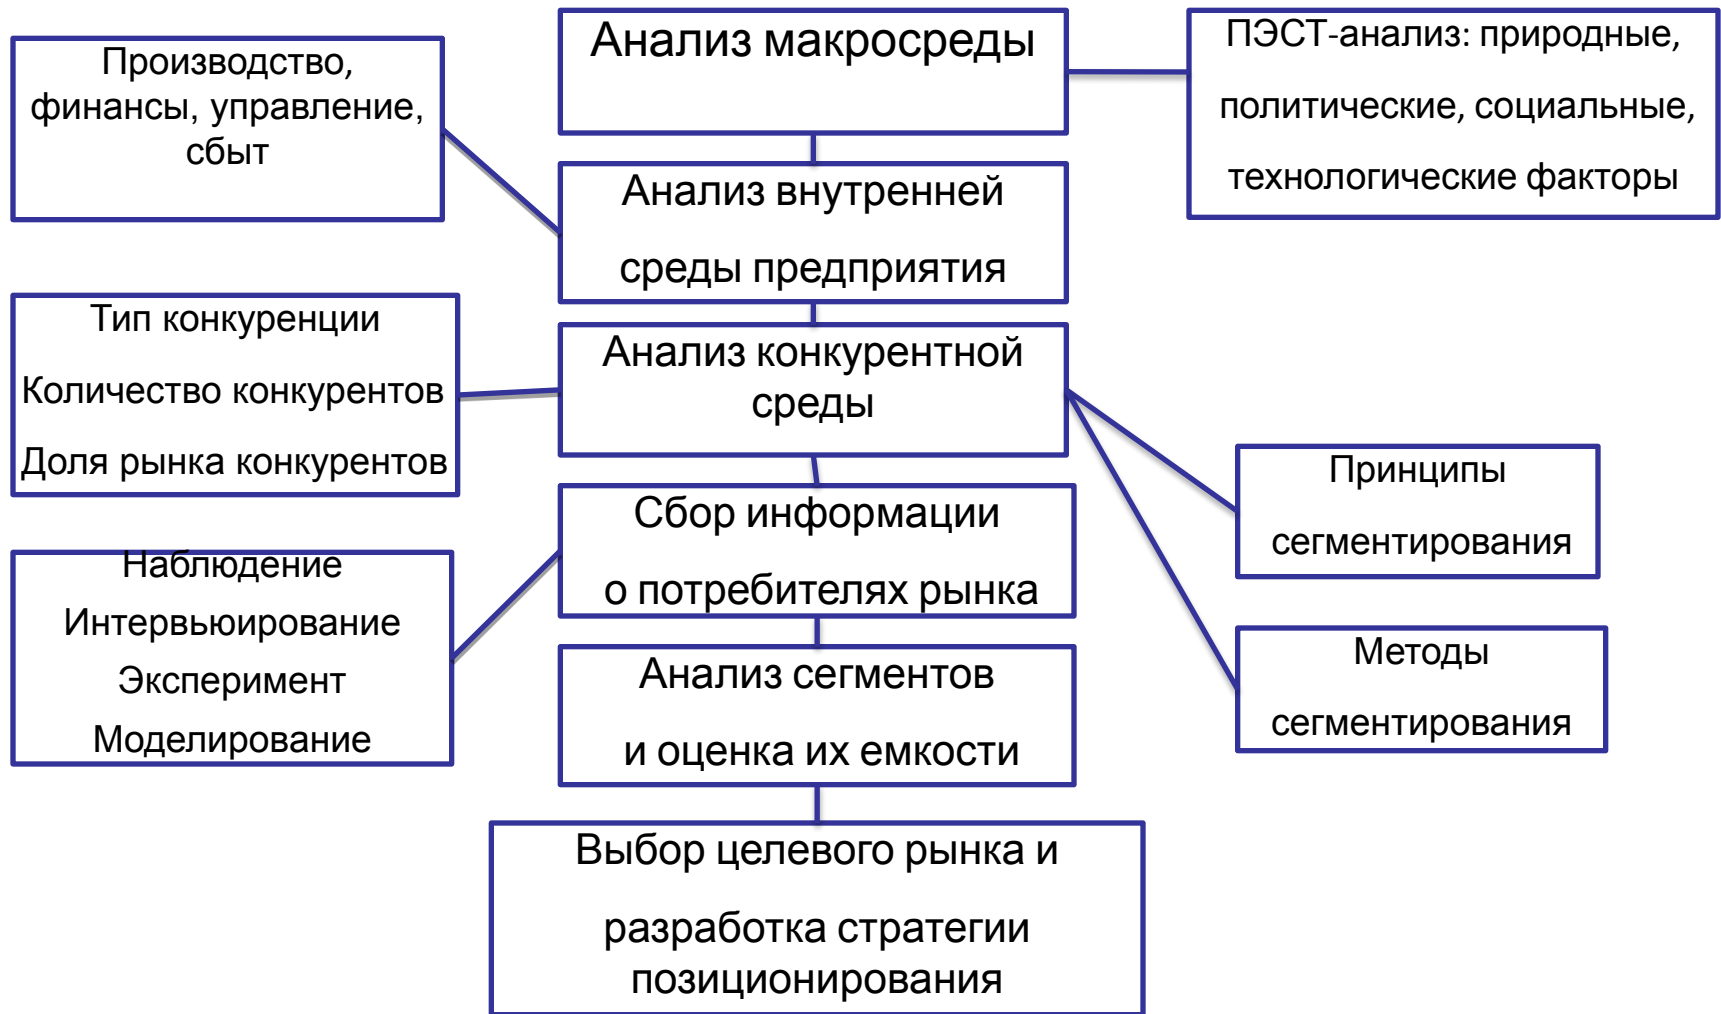 Анализ макросреды
ПЭСТ-анализ: природные,
политические, социальные,
технологические факторы
Производство,
финансы, управление,
сбыт
Анализ внутренней
среды предприятия
Тип конкуренции
Количество конкурентов
Доля рынка конкурентов
Анализ конкурентной
среды
Принципы
сегментирования
Сбор информации
о потребителях рынка
Наблюдение
Интервьюирование
Эксперимент
Моделирование
Методы
сегментирования
Анализ сегментов
и оценка их емкости
Выбор целевого рынка и
разработка стратегии
позиционирования